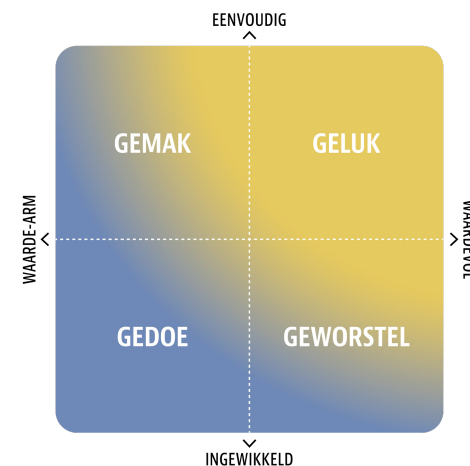 EENVOUDIG
GEMAK
GELUK
WAARDE-ARM
WAARDEVOL
GEDOE
GEWORSTEL
INGEWIKKELD